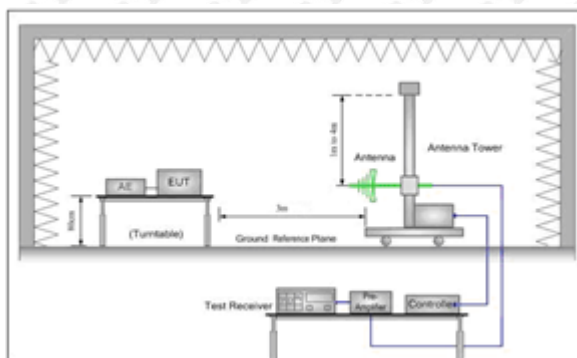 1m to 4m
Antenna
Antenna Tower
AE
EUT
80cm
(Turntable)
3m
Ground Reference Plane
Test Receiver
Pre-
Amplifier
Controller